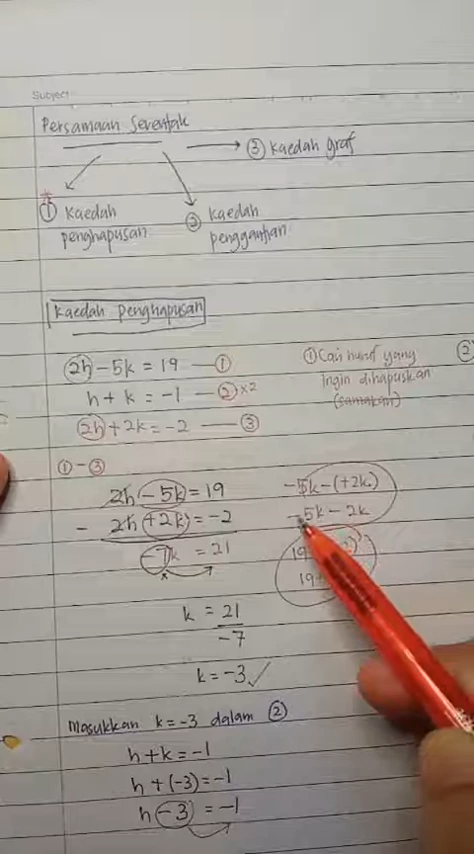 Subject
Persamaan Serentak
③ Kaedah graf
① Kaedah penghapusan
② Kaedah penggantian
Kaedah penghapusan
2h - 5k = 19 — ①
h + k = -1 — ② ×2
2h + 2k = -2 — ③
① Cari huruf yang
ingin dihapuskan
(samakan)
②
① - ③
2h - 5k = 19
- 2h + 2k = -2
-7k = 21
-5k - (+2k)
-5k - 2k
19
19+
k = 21
-7
k = -3 ✓
Masukkan k = -3 dalam ②
h + k = -1
h + (-3) = -1
h - 3 = -1